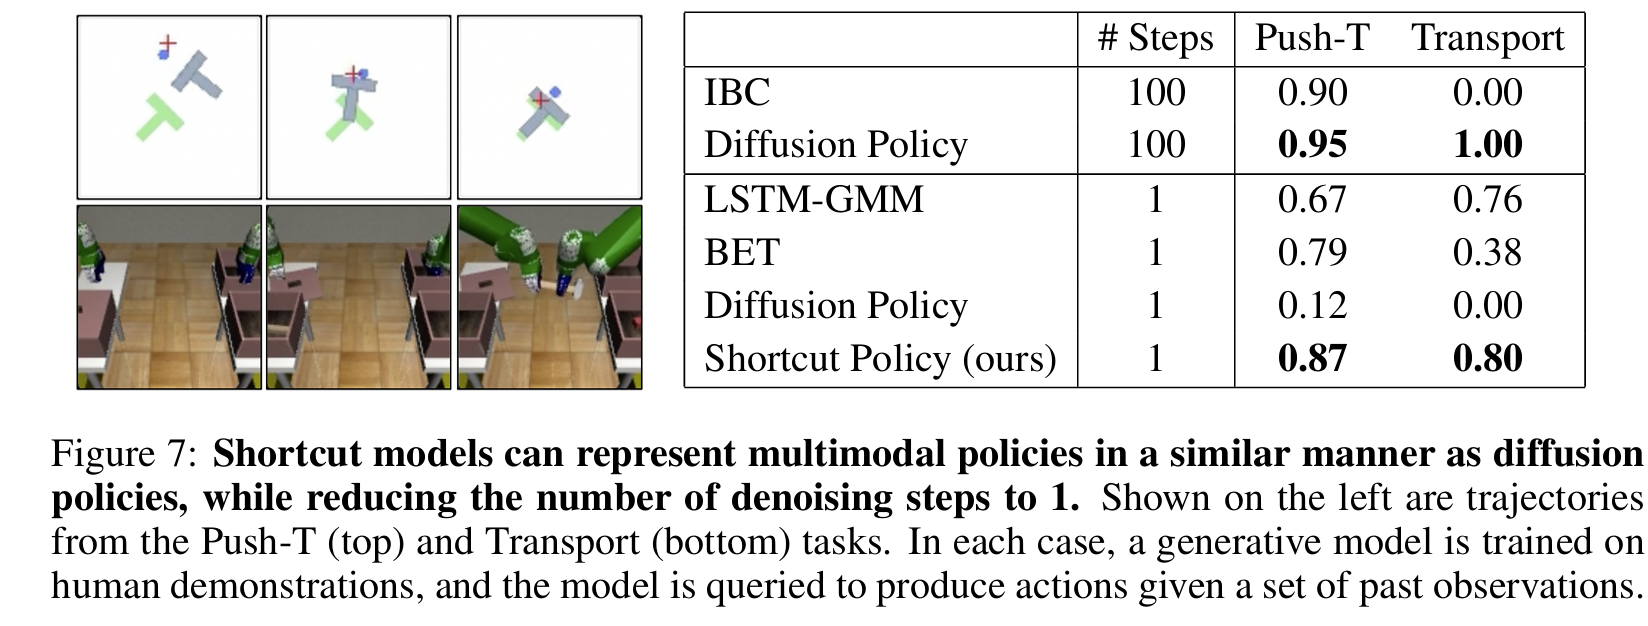 # Steps Push-T Transport
IBC 100 0.90 0.00
Diffusion Policy 100 0.95 1.00
LSTM-GMM 1 0.67 0.76
BET 1 0.79 0.38
Diffusion Policy 1 0.12 0.00
Shortcut Policy (ours) 1 0.87 0.80
Figure 7: Shortcut models can represent multimodal policies in a similar manner as diffusion
policies, while reducing the number of denoising steps to 1. Shown on the left are trajectories
from the Push-T (top) and Transport (bottom) tasks. In each case, a generative model is trained on
human demonstrations, and the model is queried to produce actions given a set of past observations.